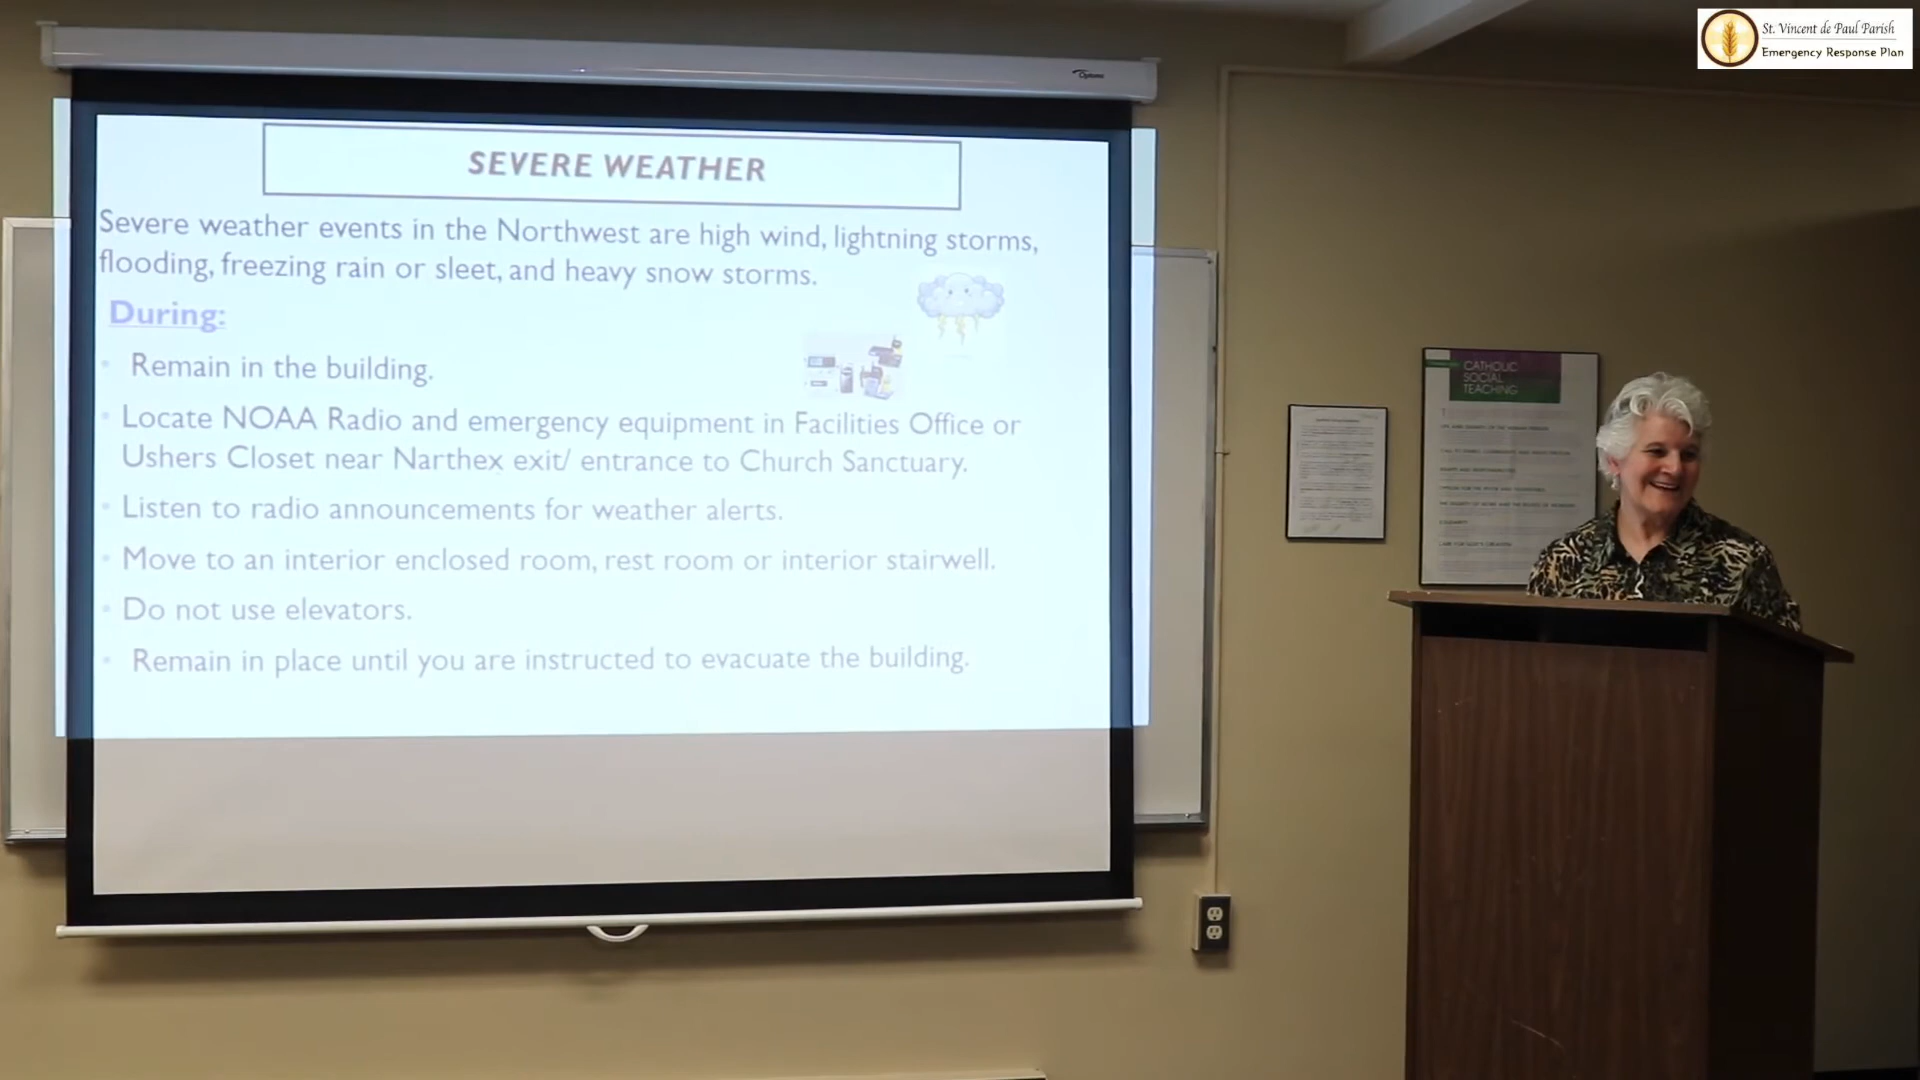 St. Vincent de Paul Parish
Emergency Response Plan
Optoma
SEVERE WEATHER
Severe weather events in the Northwest are high wind, lightning storms,
flooding, freezing rain or sleet, and heavy snow storms.
During:
• Remain in the building.
• Locate NOAA Radio and emergency equipment in Facilities Office or
Ushers Closet near Narthex exit/ entrance to Church Sanctuary.
• Listen to radio announcements for weather alerts.
• Move to an interior enclosed room, rest room or interior stairwell.
• Do not use elevators.
• Remain in place until you are instructed to evacuate the building.
CATHOLIC
SOCIAL
TEACHING